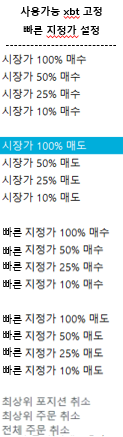 사용가능 xbt 고정
빠른 지정가 설정
시장가 100% 매수
시장가 50% 매수
시장가 25% 매수
시장가 10% 매수
시장가 100% 매도
시장가 50% 매도
시장가 25% 매도
시장가 10% 매도
빠른 지정가 100% 매수
빠른 지정가 50% 매수
빠른 지정가 25% 매수
빠른 지정가 10% 매수
빠른 지정가 100% 매도
빠른 지정가 50% 매도
빠른 지정가 25% 매도
빠른 지정가 10% 매도
최상위 포지션 취소
최상위 주문 취소
전체 주문 취소